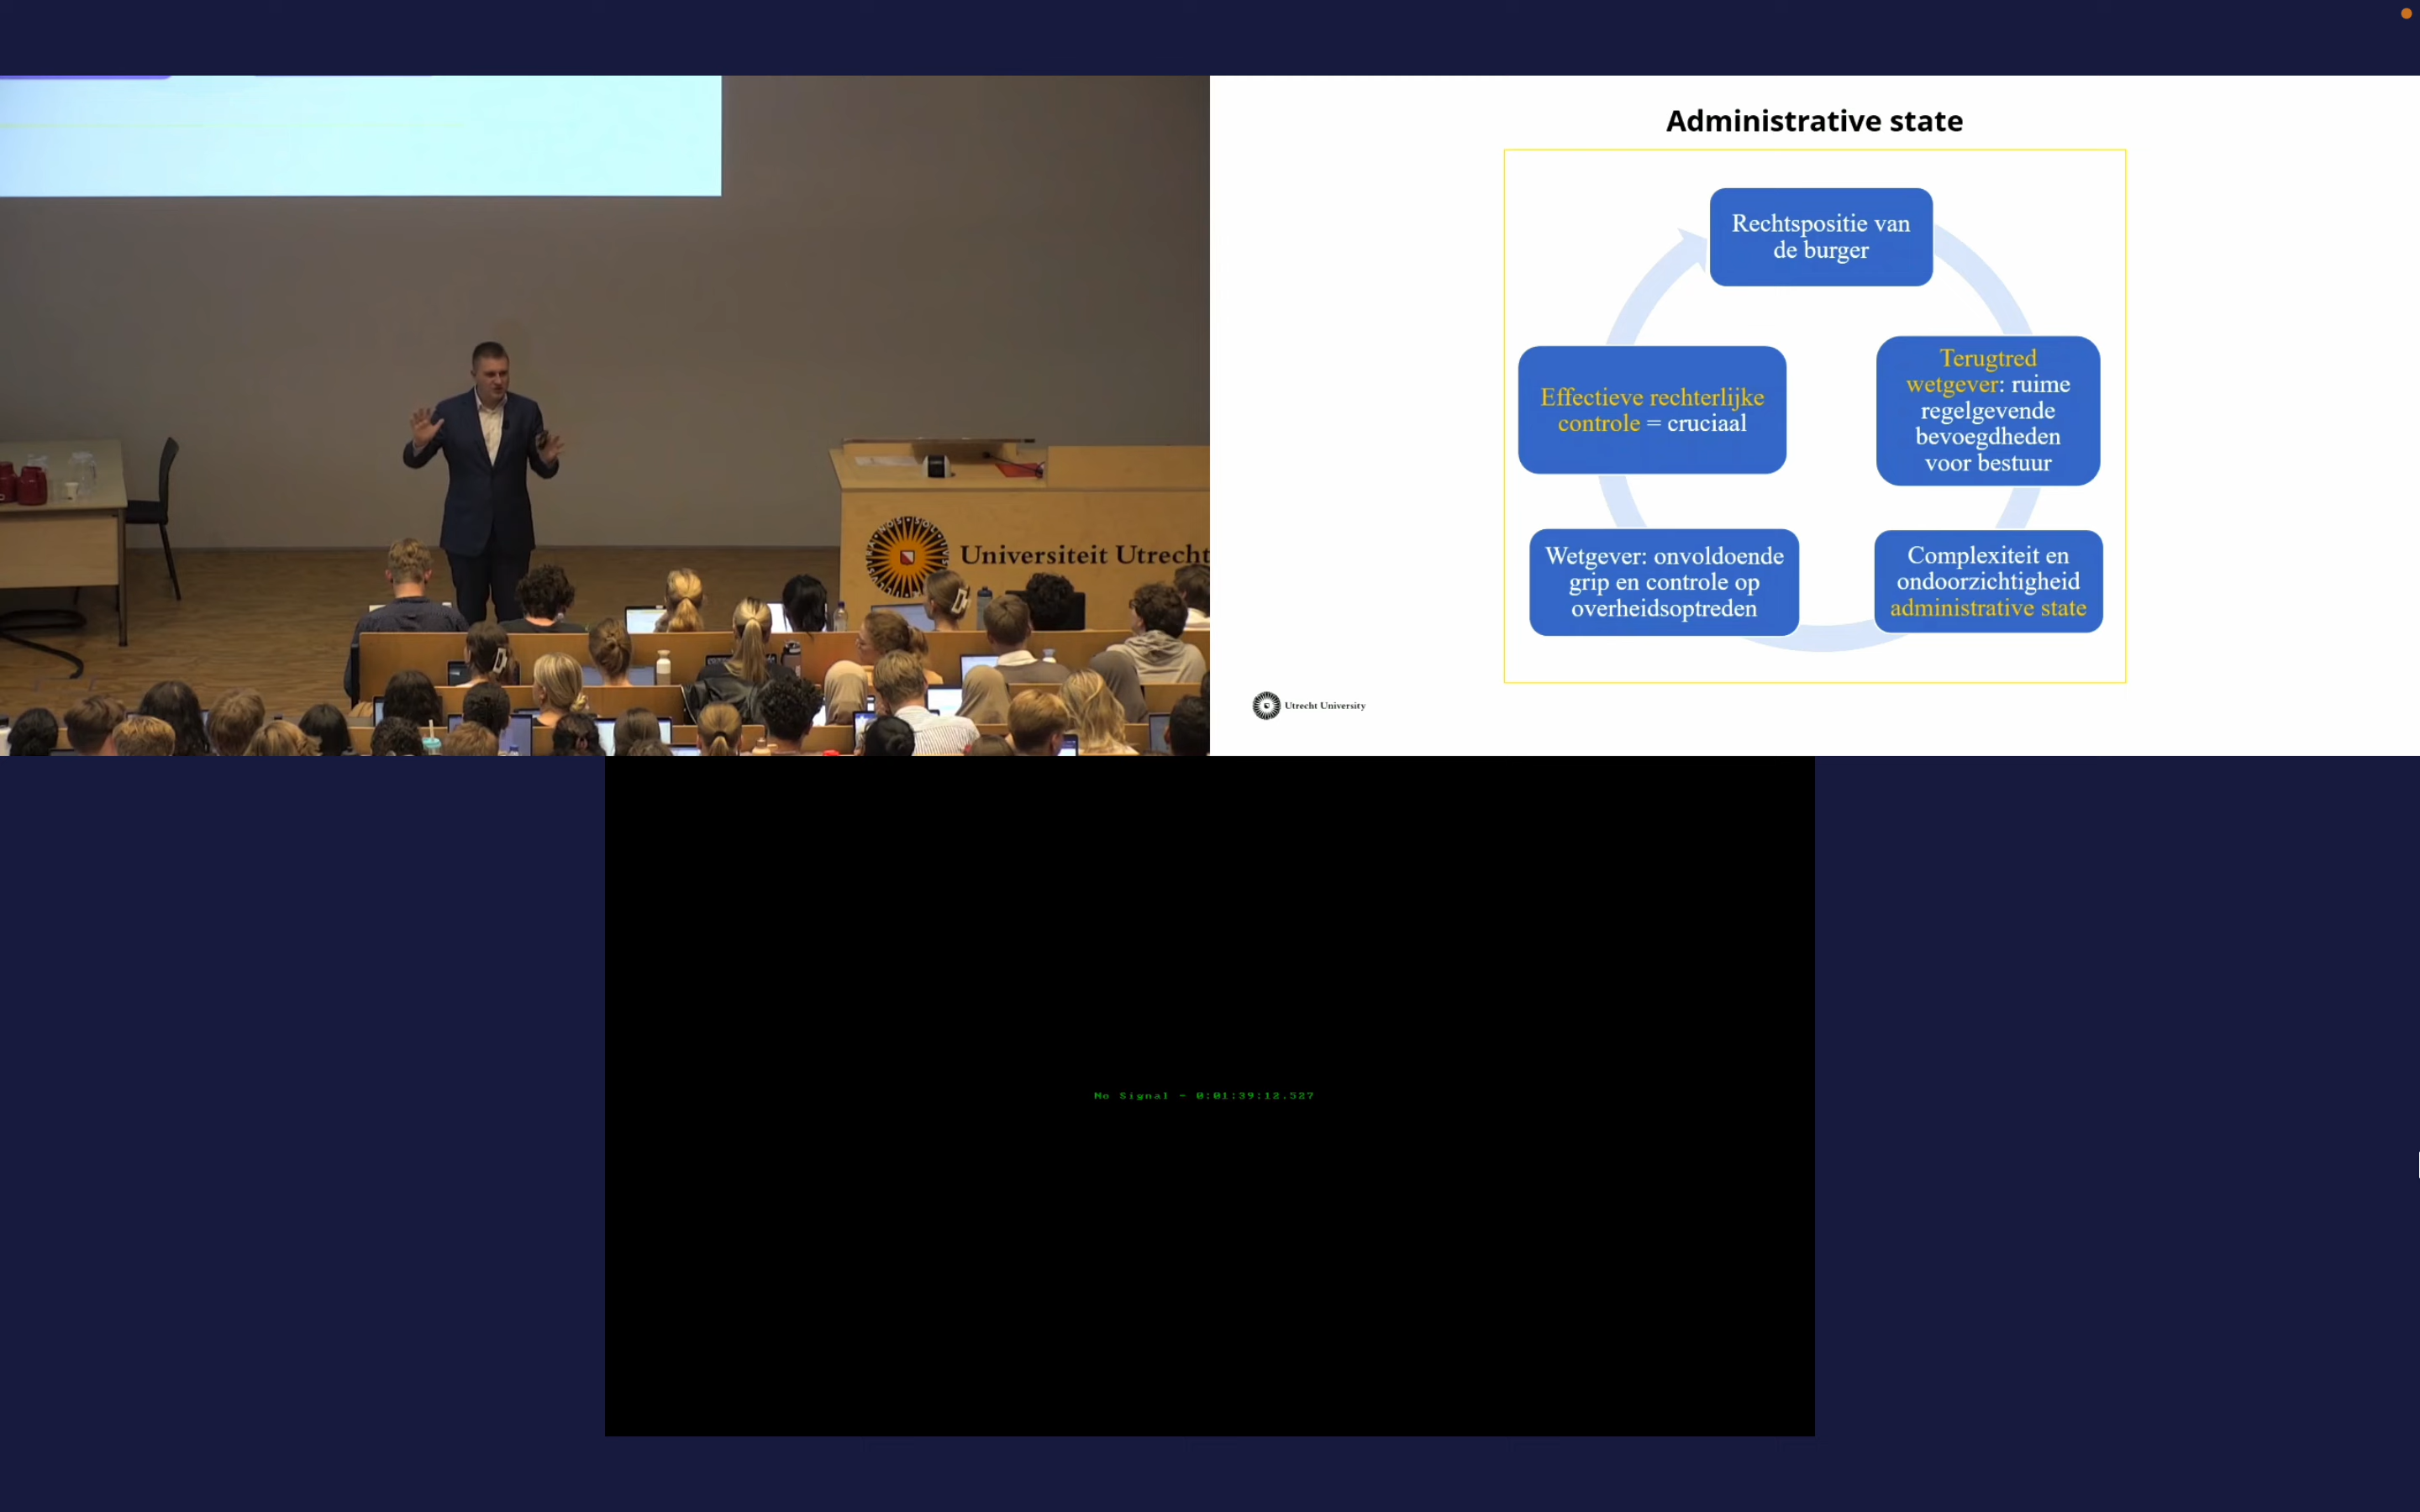 Universiteit Utrecht
Administrative state
Rechtspositie van
de burger
Terugtred
wetgever: ruime
regelgevende
bevoegdheden
voor bestuur
Complexiteit en
ondoorzichtigheid
administrative state
Wetgever: onvoldoende
grip en controle op
overheidsoptreden
Effectieve rechterlijke
controle = cruciaal
Utrecht University
No Signal - 0:01:39:12.527